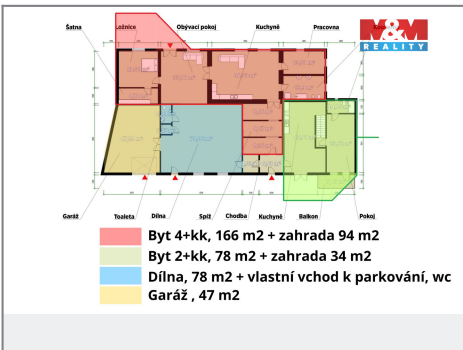 M&M
REALITY
Šatna Ložnice Obývací pokoj Kuchyně Pracovna
Garáž Toaleta Dílna Spíž Chodba Kuchyně Balkon Pokoj
Byt 4+kk, 166 m2 + zahrada 94 m2
Byt 2+kk, 78 m2 + zahrada 34 m2
Dílna, 78 m2 + vlastní vchod k parkování, wc
Garáž , 47 m2